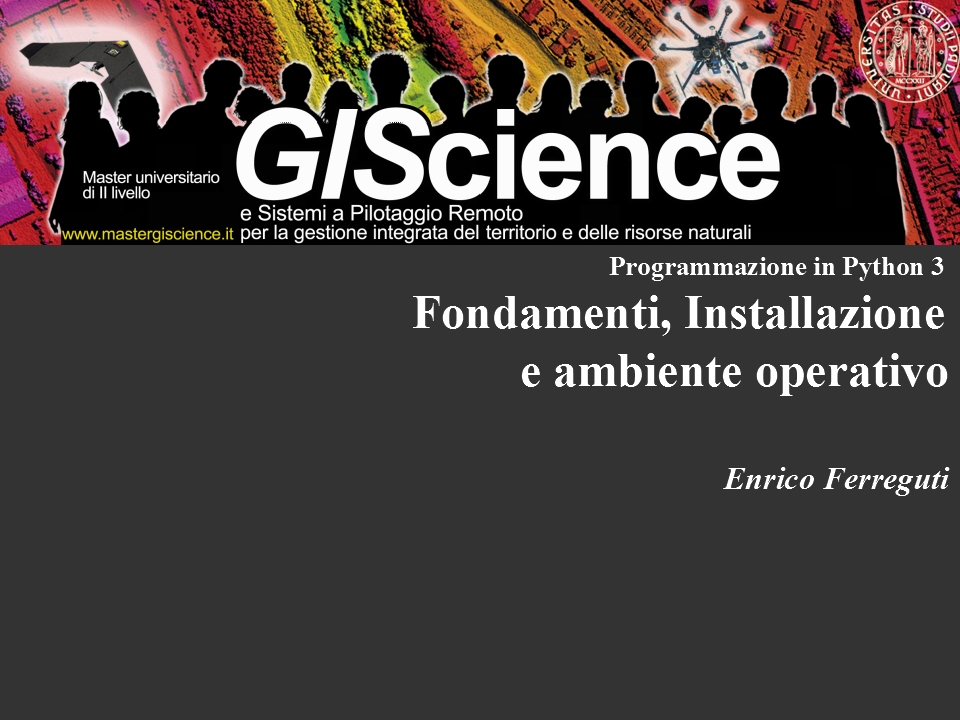 UNIVERSITAS STUDII PADUANI
MCCXXII
Master universitario
di II livello
GIScience
e Sistemi a Pilotaggio Remoto
www.mastergiscience.it per la gestione integrata del territorio e delle risorse naturali
Programmazione in Python 3
Fondamenti, Installazione
e ambiente operativo
Enrico Ferreguti